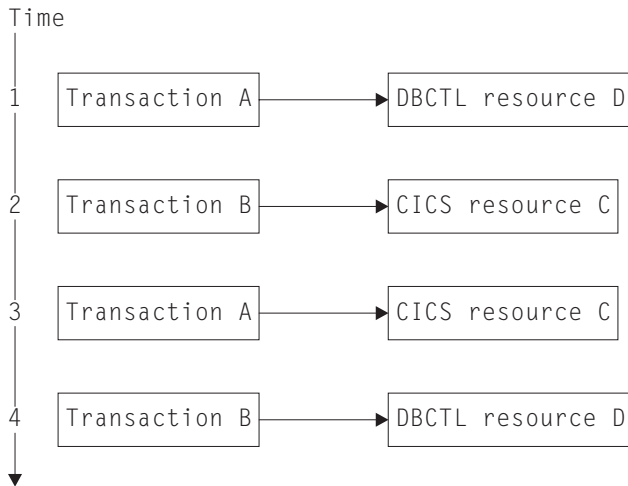 Time
1 Transaction A DBCTL resource D
2 Transaction B CICS resource C
3 Transaction A CICS resource C
4 Transaction B DBCTL resource D